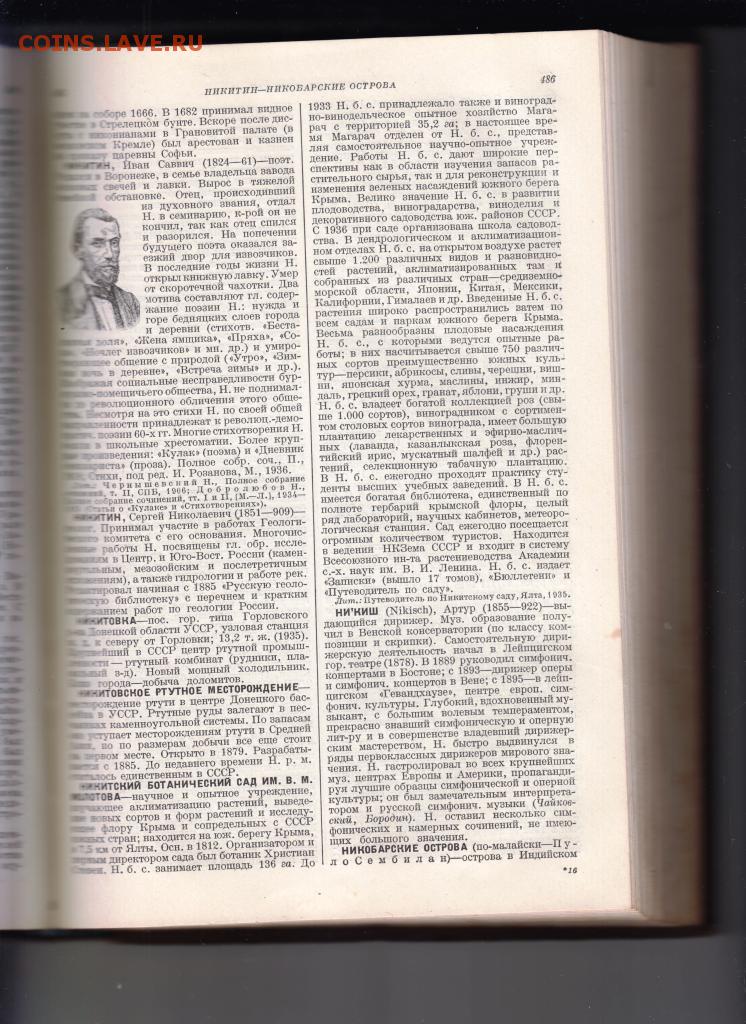 COINS.LAVE.RU
НИКИТИН—НИКОБАРСКИЕ ОСТРОВА
486
на соборе 1666. В 1682 принимал видное
в Стрелецком бунте. Вскоре после дис-
с никонианами в Грановитой палате (в
Кремле) был арестован и казнен
царевны Софьи.
Иван Саввич (1824—61)—поэт.
в Воронеже, в семье владельца завода
свечей и лавки. Вырос в тяжелой
обстановке. Отец, происходивший
из духовного звания, отдал
Н. в семинарию, к-рой он не
кончил, так как отец спился
и разорился. На попечении
будущего поэта оказался за-
езжий двор для извозчиков.
В последние годы жизни Н.
открыл книжную лавку. Умер
от скоротечной чахотки. Два
мотива составляют гл. содер-
жание поэзии Н.: нужда и
горе бедняцких слоев города
и деревни (стихотв. «Беста-
доля», «Жена ямщика», «Пряха», «Со-
«Ночлег извозчиков» и мн. др.) и умиро-
общение с природой («Утро», «Зим-
ночь в деревне», «Встреча зимы» и др.).
социальные несправедливости бур-
помещичьего общества, Н. не поднимал-
революционного обличения этого обще-
Несмотря на это стихи Н. по своей общей
принадлежит к революц.-демо-
поэзии 60-х гг. Многие стихотворения Н.
в школьные хрестоматии. Более круп-
произведения: «Кулак» (поэма) и «Дневник
(проза). Полное собр. соч., П.,
Стихи, под ред. И. Розанова, М., 1936.
Чернышевский Н., Полное собрание
т. II, СПБ, 1906; Добролюбов Н.,
собрание сочинений, тт. I и II, [М.—Л.], 1934—
(Статьи о «Кулаке» и «Стихотворениях»).
НИКИТИН, Сергей Николаевич (1851—909)—
Принимал участие в работах Геологи-
комитета с его основания. Многочис-
работы Н. посвящены гл. обр. иссле-
в Центр. и Юго-Вост. России (камен-
мезозойским и послетретичным
а также гидрологии и работе рек.
начиная с 1885 «Русскую геоло-
библиотеку» с перечнем и кратким
работ по геологии России.
НИКИТОВКА—пос. гор. типа Горловского
Донецкой области УССР, узловая станция
к северу от Горловки; 13,2 т. ж. (1935).
в СССР центр ртутной промыш-
ртутный комбинат (рудники, пла-
з-д). Новый мощный холодильник.
города—добыча доломитов.
НИКИТОВСКОЕ РТУТНОЕ МЕСТОРОЖДЕНИЕ—
ртути в центре Донецкого бас-
в УССР. Ртутные руды залегают в пес-
каменноугольной системы. По запасам
уступает месторождениям ртути в Средней
но по размерам добычи все еще стоит
первом месте. Открыто в 1879. Разрабаты-
с 1885. До недавнего времени Н. р. м.
единственным в СССР.
НИКИТСКИЙ БОТАНИЧЕСКИЙ САД ИМ. В. М.
МОЛОТОВА—научное и опытное учреждение,
аклиматизацию растений, выведе-
новых сортов и форм растений и исследу-
флору Крыма и сопредельных с СССР
стран; находится на юж. берегу Крыма,
7,5 км от Ялты. Осн. в 1812. Организатором и
директором сада был ботаник Христиан
Н. б. с. занимает площадь 136 га. До
1933 Н. б. с. принадлежало также и виноград-
но-винодельческое опытное хозяйство Мага-
рач с территорией 35,2 га; в настоящее вре-
мя Магарач отделен от Н. б. с., представ-
ляя самостоятельное научно-опытное учреж-
дение. Работы Н. б. с. дают широкие пер-
спективы как в области изучения запасов ра-
стительного сырья, так и для реконструкции и
изменения зеленых насаждений южного берега
Крыма. Велико значение Н. б. с. в развитии
плодоводства, виноградарства, виноделия и
декоративного садоводства юж. районов СССР.
С 1936 при саде организована школа садовод-
ства. В дендрологическом и аклиматизацион-
ном отделах Н. б. с. на открытом воздухе растет
свыше 1.200 различных видов и разновидно-
стей растений, аклиматизированных там и
собранных из различных стран—средиземно-
морской области, Японии, Китая, Мексики,
Калифорнии, Гималаев и др. Введенные Н. б. с.
растения широко распространились затем по
всем садам и паркам южного берега Крыма.
Весьма разнообразны плодовые насаждения
Н. б. с., с которыми ведутся опытные ра-
боты; в них насчитывается свыше 750 различ-
ных сортов преимущественно южных куль-
тур—персики, абрикосы, сливы, черешни, виш-
ни, японская хурма, маслины, инжир, мин-
даль, грецкий орех, гранат, яблони, груши и др.
Н. б. с. владеет богатой коллекцией роз (свы-
ше 1.000 сортов), виноградником с сортимен-
том столовых сортов винограда, имеет большую
плантацию лекарственных и эфирно-маслич-
ных (лаванда, казанлыкская роза, флорен-
тийский ирис, мускатный шалфей и др.) ра-
стений, селекционную табачную плантацию.
В Н. б. с. ежегодно проходят практику сту-
денты высших учебных заведений. В Н. б. с.
имеется богатая библиотека, единственный по
полноте гербарий крымской флоры, целый
ряд лабораторий, научных кабинетов, метеоро-
логическая станция. Сад ежегодно посещается
огромным количеством туристов. Находится
в ведении НКЗема СССР и входит в систему
Всесоюзного ин-та растениеводства Академии
с.-х. наук им. В. И. Ленина. Н. б. с. издает
«Записки» (вышло 17 томов), «Бюллетени» и
«Путеводитель по саду».
Лит.: Путеводитель по Никитскому саду, Ялта, 1935.
НИ'КИШ (Nikisch), Артур (1855—922)—вы-
дающийся дирижер. Муз. образование полу-
чил в Венской консерватории (по классу ком-
позиции и скрипки). Самостоятельную дири-
жерскую деятельность начал в Лейпцигском
гор. театре (1878). В 1889 руководил симфонич.
концертами в Бостоне; с 1893—дирижер оперы
и симфонич. концертов в Вене; с 1895—в лейп-
цигском «Гевандхаузе», центре европ. сим-
фонич. культуры. Глубокий, вдохновенный му-
зыкант, с большим волевым темпераментом,
прекрасно знавший симфоническую и оперную
лит-ру и в совершенстве владевший дирижер-
ским мастерством, Н. быстро выдвинулся в
ряды первоклассных дирижеров мирового зна-
чения. Н. гастролировал во всех крупнейших
муз. центрах Европы и Америки, пропаганди-
руя лучшие образцы симфонической и оперной
культуры; он был замечательным интерпрета-
тором и русской симфонич. музыки (Чайков-
ский, Бородин). Н. оставил несколько сим-
фонических и камерных сочинений, не имею-
щих большого значения.
НИКОБАРСКИЕ ОСТРОВА (по-малайски—Пу-
ло Сембилан)—острова в Индийском
*16